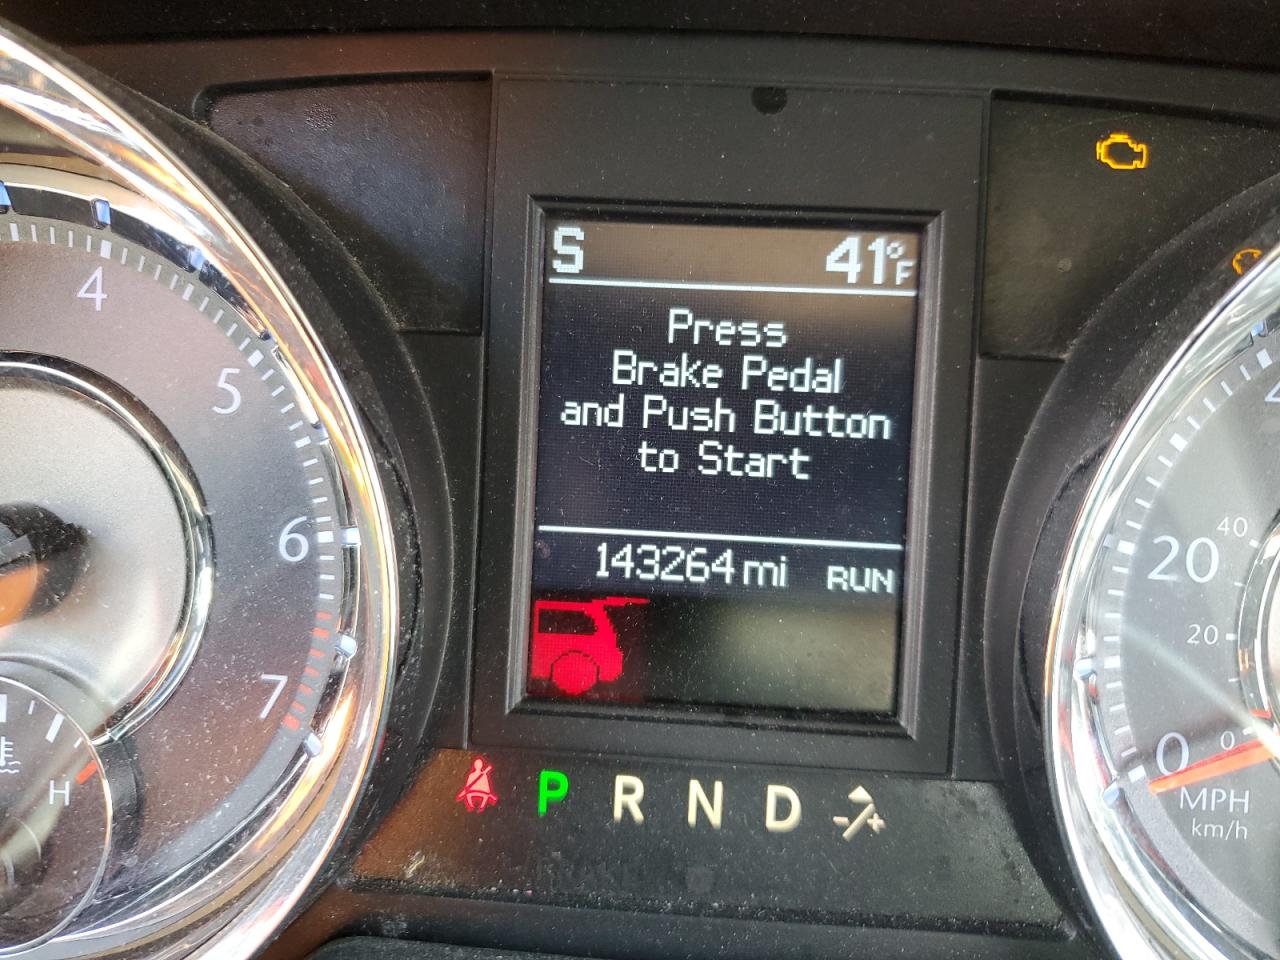 S 41°F
Press
Brake Pedal
and Push Button
to Start
143264 mi RUN
P R N D -/+
4
5
6
7
H
40
20
20
0
0
MPH
km/h